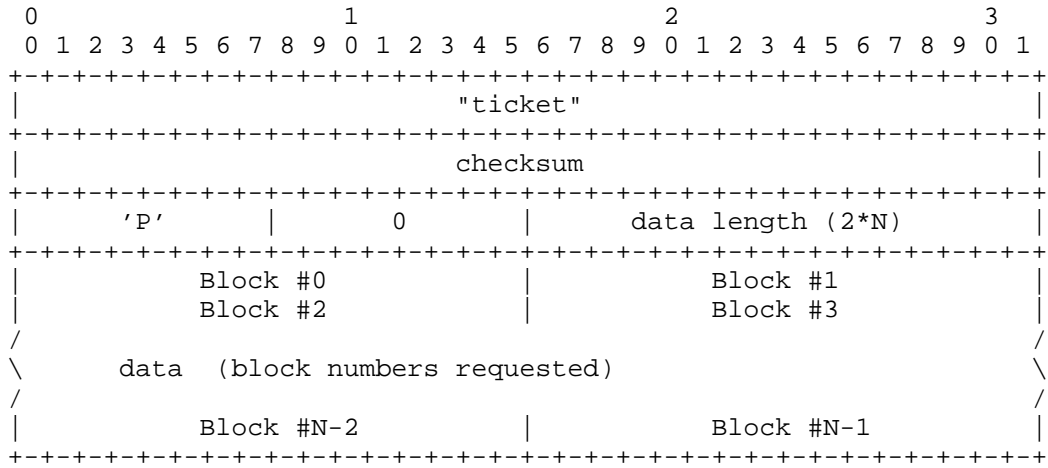 0                   1                   2                   3
 0 1 2 3 4 5 6 7 8 9 0 1 2 3 4 5 6 7 8 9 0 1 2 3 4 5 6 7 8 9 0 1
+-+-+-+-+-+-+-+-+-+-+-+-+-+-+-+-+-+-+-+-+-+-+-+-+-+-+-+-+-+-+-+-+
|                           "ticket"                            |
+-+-+-+-+-+-+-+-+-+-+-+-+-+-+-+-+-+-+-+-+-+-+-+-+-+-+-+-+-+-+-+-+
|                           checksum                            |
+-+-+-+-+-+-+-+-+-+-+-+-+-+-+-+-+-+-+-+-+-+-+-+-+-+-+-+-+-+-+-+-+
|      ’P’      |       0       |      data length (2*N)        |
+-+-+-+-+-+-+-+-+-+-+-+-+-+-+-+-+-+-+-+-+-+-+-+-+-+-+-+-+-+-+-+-+
|           Block #0            |           Block #1            |
|           Block #2            |           Block #3            |
/                                                               /
\      data  (block numbers requested)                          \
/                                                               /
|           Block #N-2          |           Block #N-1          |
+-+-+-+-+-+-+-+-+-+-+-+-+-+-+-+-+-+-+-+-+-+-+-+-+-+-+-+-+-+-+-+-+